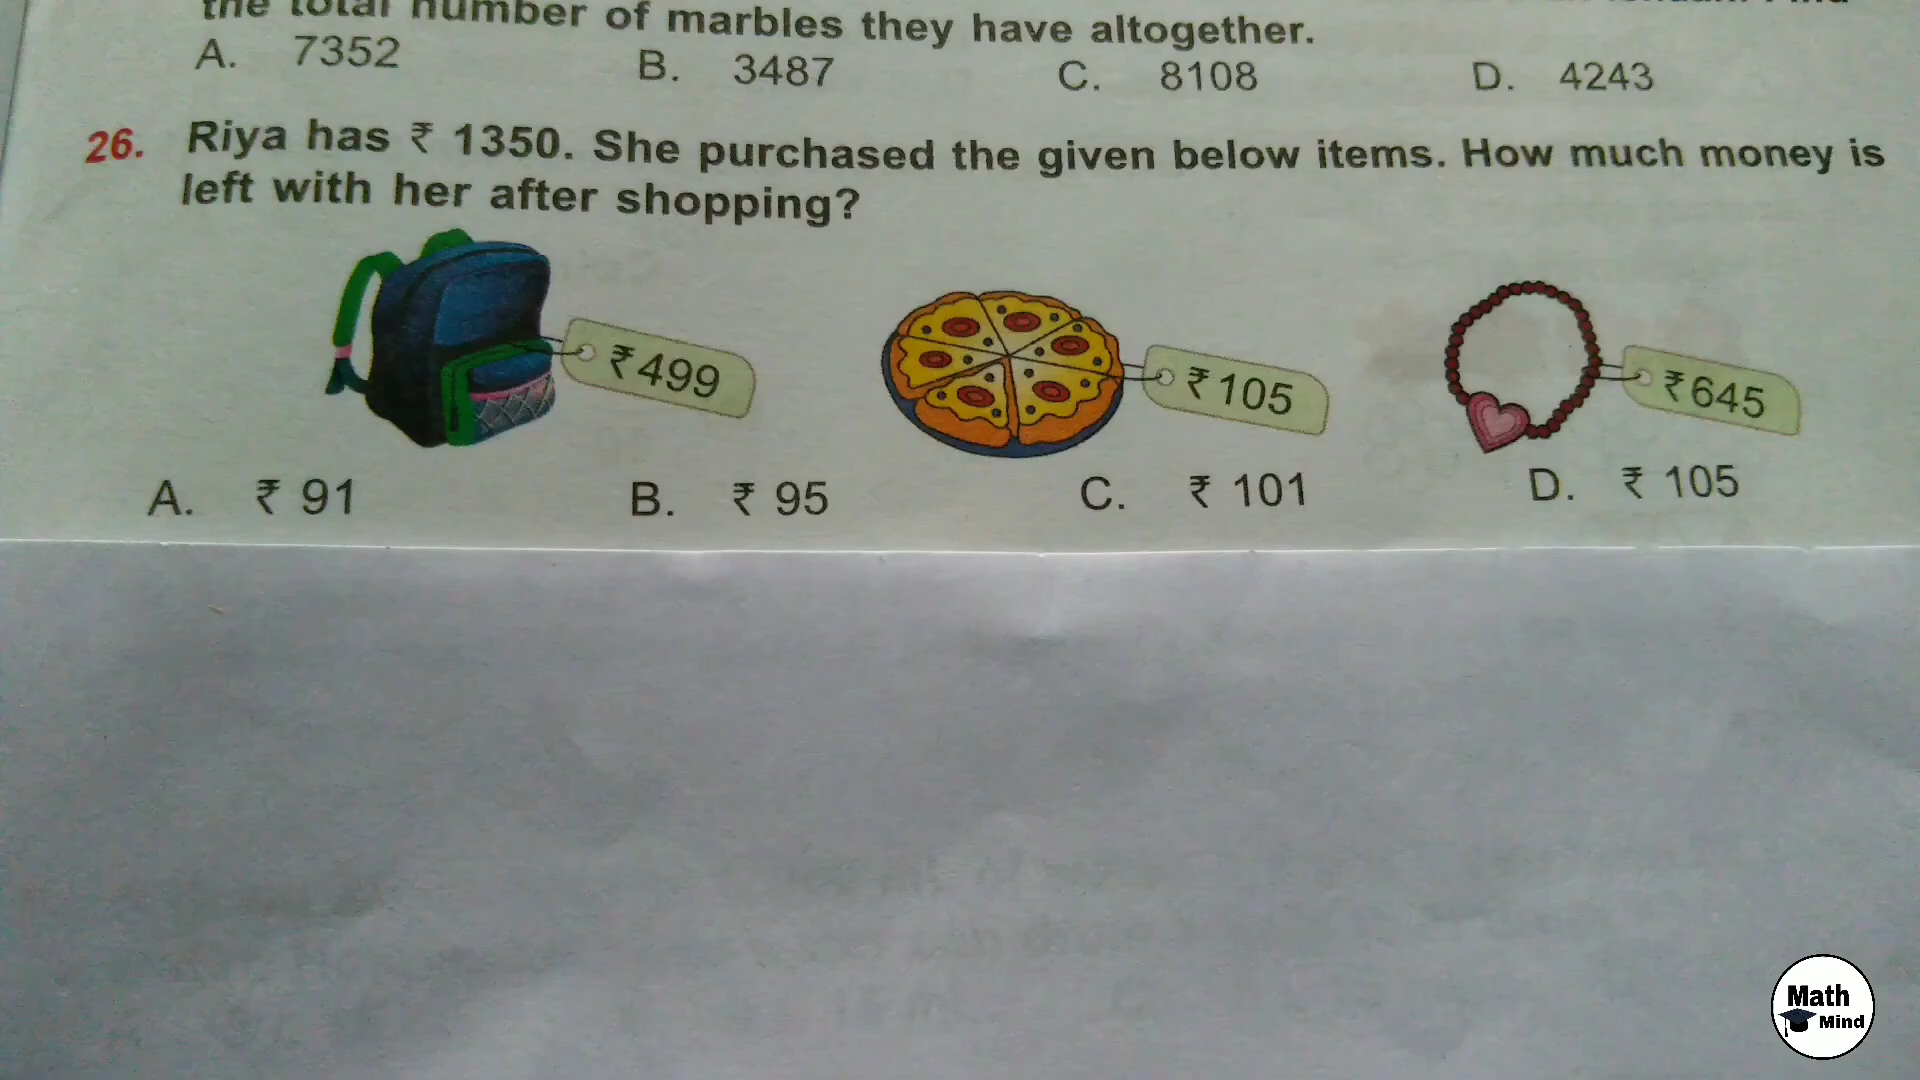 the total number of marbles they have altogether.
A. 7352 B. 3487 C. 8108 D. 4243
26. Riya has ₹ 1350. She purchased the given below items. How much money is
left with her after shopping?
₹499 ₹105 ₹645
A. ₹ 91 B. ₹ 95 C. ₹ 101 D. ₹ 105
Math
Mind